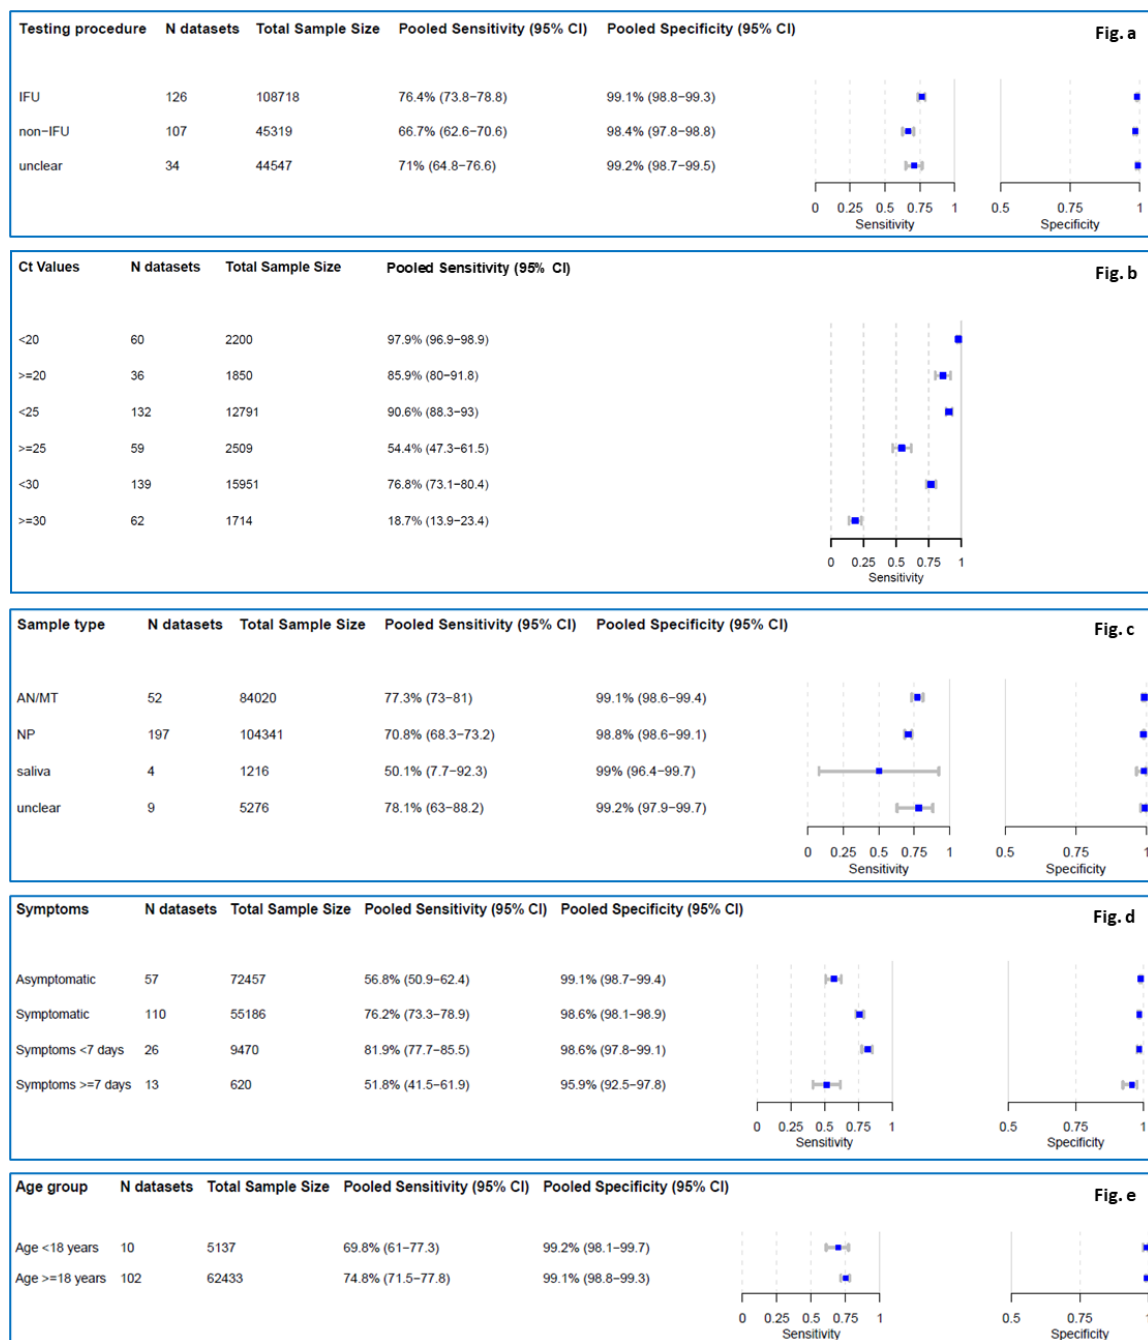 Testing procedure N datasets Total Sample Size Pooled Sensitivity (95% CI) Pooled Specificity (95% CI) Fig. a
IFU 126 108718 76.4% (73.8−78.8) 99.1% (98.8−99.3)
non−IFU 107 45319 66.7% (62.6−70.6) 98.4% (97.8−98.8)
unclear 34 44547 71% (64.8−76.6) 99.2% (98.7−99.5)
0 0.25 0.5 0.75 1 0.5 0.75 1
Sensitivity Specificity
Ct Values N datasets Total Sample Size Pooled Sensitivity (95% CI) Fig. b
<20 60 2200 97.9% (96.9−98.9)
>=20 36 1850 85.9% (80−91.8)
<25 132 12791 90.6% (88.3−93)
>=25 59 2509 54.4% (47.3−61.5)
<30 139 15951 76.8% (73.1−80.4)
>=30 62 1714 18.7% (13.9−23.4)
0 0.25 0.5 0.75 1
Sensitivity
Sample type N datasets Total Sample Size Pooled Sensitivity (95% CI) Pooled Specificity (95% CI) Fig. c
AN/MT 52 84020 77.3% (73−81) 99.1% (98.6−99.4)
NP 197 104341 70.8% (68.3−73.2) 98.8% (98.6−99.1)
saliva 4 1216 50.1% (7.7−92.3) 99% (96.4−99.7)
unclear 9 5276 78.1% (63−88.2) 99.2% (97.9−99.7)
0 0.25 0.5 0.75 1 0.5 0.75 1
Sensitivity Specificity
Symptoms N datasets Total Sample Size Pooled Sensitivity (95% CI) Pooled Specificity (95% CI) Fig. d
Asymptomatic 57 72457 56.8% (50.9−62.4) 99.1% (98.7−99.4)
Symptomatic 110 55186 76.2% (73.3−78.9) 98.6% (98.1−98.9)
Symptoms <7 days 26 9470 81.9% (77.7−85.5) 98.6% (97.8−99.1)
Symptoms >=7 days 13 620 51.8% (41.5−61.9) 95.9% (92.5−97.8)
0 0.25 0.5 0.75 1 0.5 0.75 1
Sensitivity Specificity
Age group N datasets Total Sample Size Pooled Sensitivity (95% CI) Pooled Specificity (95% CI) Fig. e
Age <18 years 10 5137 69.8% (61−77.3) 99.2% (98.1−99.7)
Age >=18 years 102 62433 74.8% (71.5−77.8) 99.1% (98.8−99.3)
0 0.25 0.5 0.75 1 0.5 0.75 1
Sensitivity Specificity